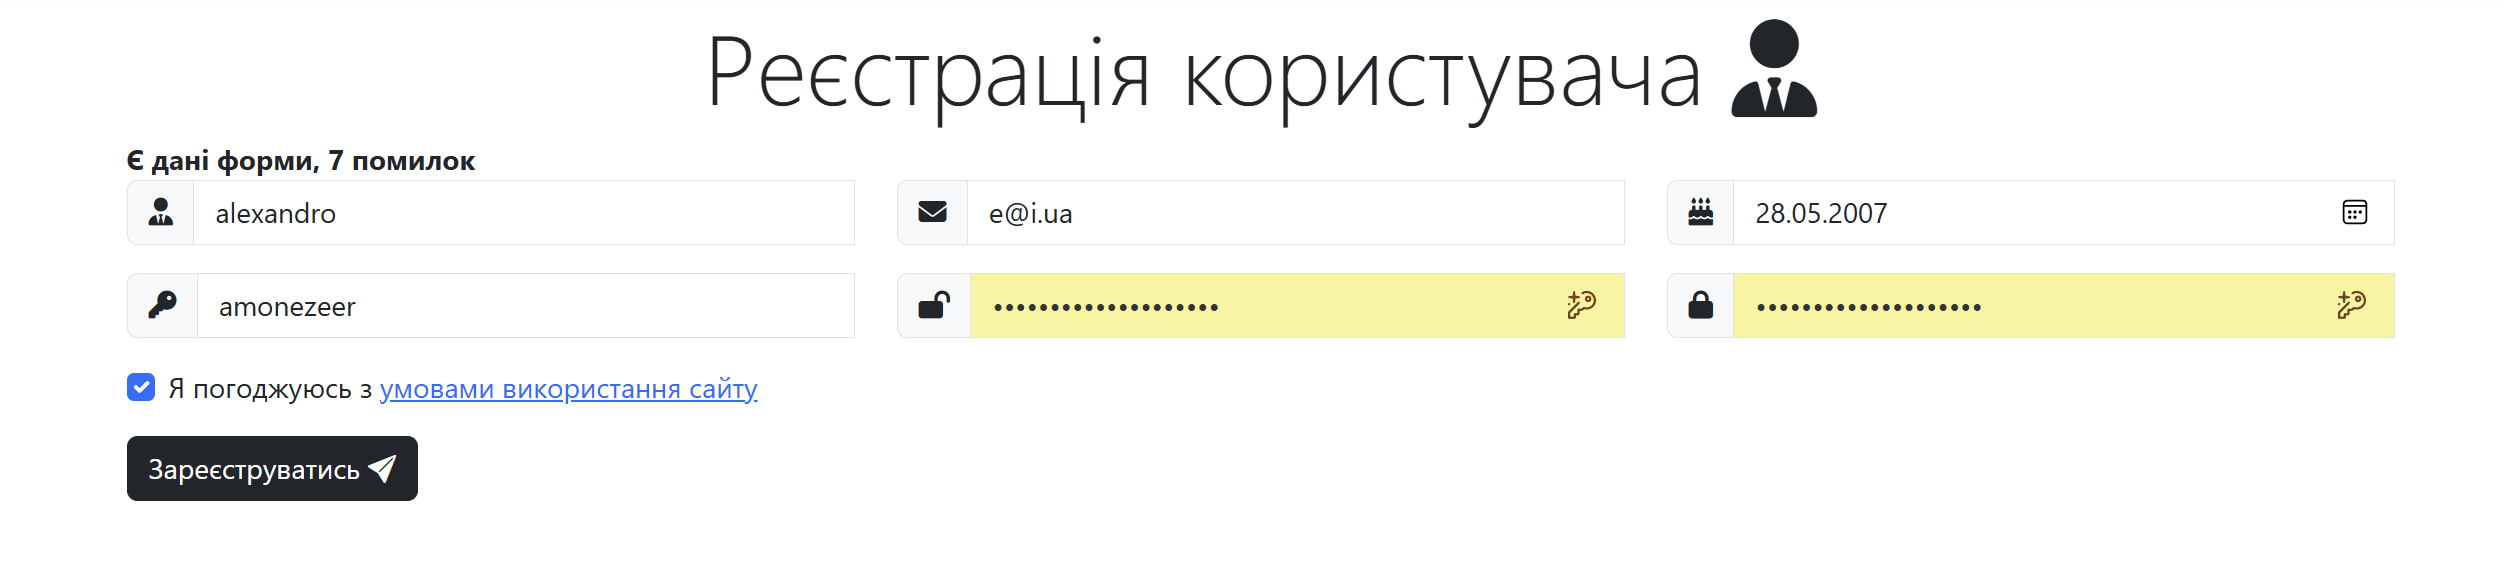 Реєстрація користувача
Є дані форми, 7 помилок
alexandro
e@i.ua
28.05.2007
amonezeer
••••••••••••••••••••
••••••••••••••••••••
Я погоджуюсь з умовами використання сайту
Зареєструватись